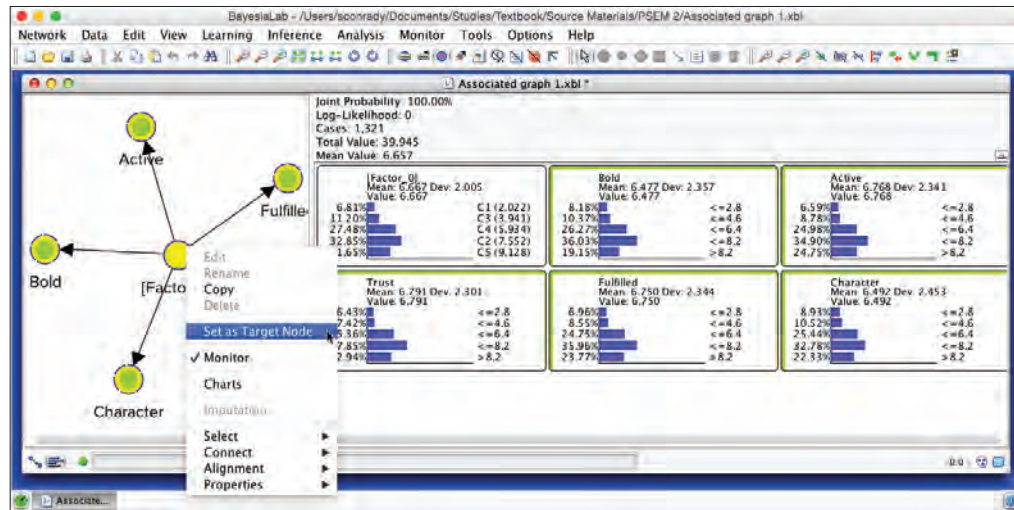 BayesiaLab - /Users/sconrady/Documents/Studies/Textbook/Source Materials/PSEM 2/Associated graph 1.xbl
Network Data Edit View Learning Inference Analysis Monitor Tools Options Help
Associated graph 1.xbl *
Joint Probability: 100.00%
Log-Likelihood: 0
Cases: 1,321
Total Value: 39.945
Mean Value: 6.657
Active
Fulfille
Bold
[Facto
Character
[Factor_0]
Mean: 6.667 Dev: 2.005
Value: 6.667
6.81% C1 (2.022)
11.20% C3 (3.941)
27.48% C4 (5.934)
32.85% C2 (7.552)
1.65% C5 (9.128)
Bold
Mean: 6.477 Dev: 2.357
Value: 6.477
8.18% <=2.8
10.37% <=4.6
26.27% <=6.4
36.03% <=8.2
19.15% >8.2
Active
Mean: 6.768 Dev: 2.341
Value: 6.768
6.59% <=2.8
8.78% <=4.6
24.98% <=6.4
34.90% <=8.2
24.75% >8.2
Trust
Mean: 6.791 Dev: 2.301
Value: 6.791
6.43% <=2.8
7.42% <=4.6
5.36% <=6.4
7.85% <=8.2
2.94% >8.2
Fulfilled
Mean: 6.750 Dev: 2.344
Value: 6.750
6.96% <=2.8
8.55% <=4.6
24.75% <=6.4
35.96% <=8.2
23.77% >8.2
Character
Mean: 6.492 Dev: 2.453
Value: 6.492
8.93% <=2.8
10.52% <=4.6
25.44% <=6.4
32.78% <=8.2
22.33% >8.2
Edit
Rename
Copy
Delete
Set as Target Node
✓ Monitor
Charts
Imputation
Select
Connect
Alignment
Properties
Associate...